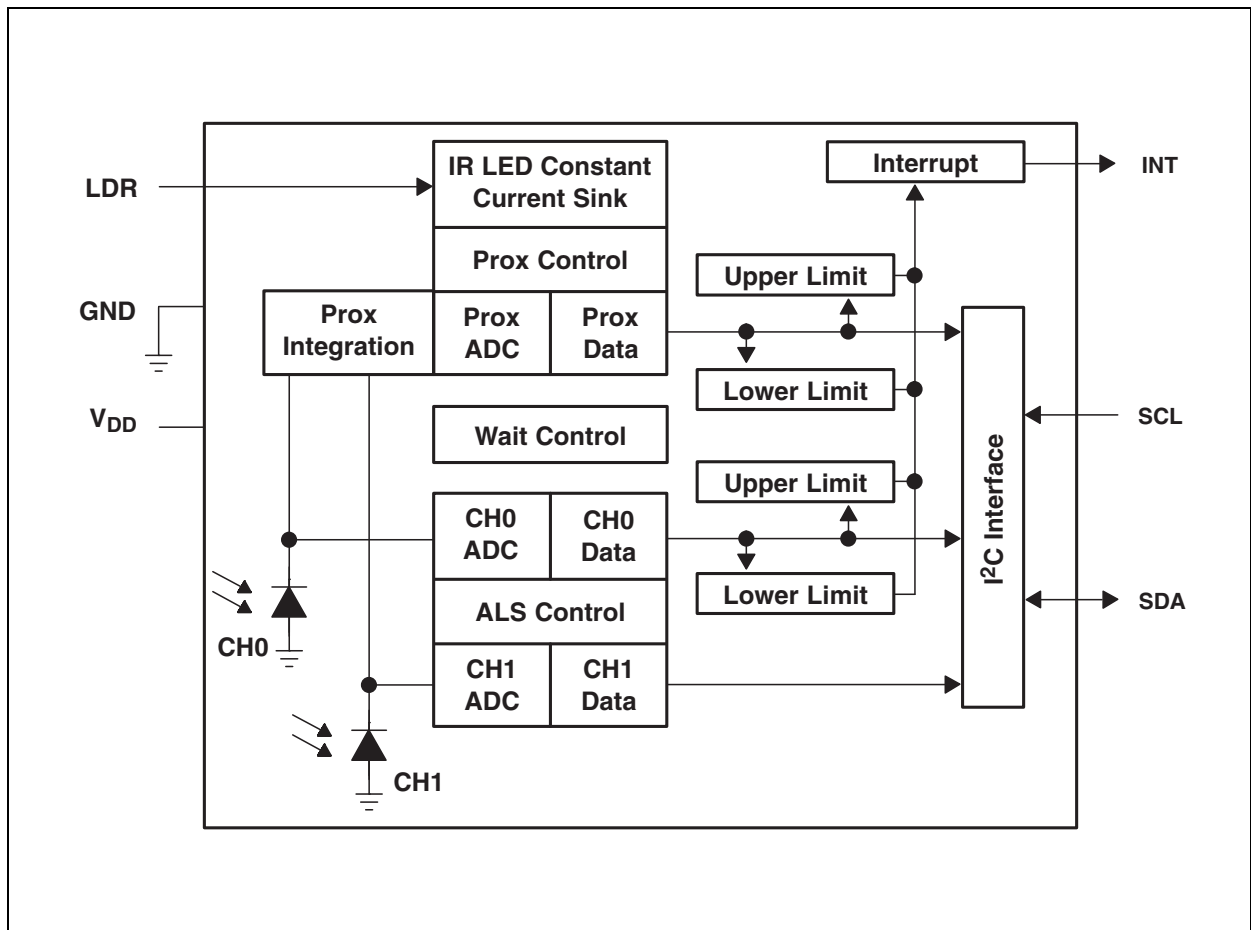 LDR
GND
VDD
IR LED Constant
Current Sink
Prox Control
Prox
Integration
Prox
ADC
Prox
Data
Wait Control
CH0
ADC
CH0
Data
ALS Control
CH1
ADC
CH1
Data
CH0
CH1
Interrupt
Upper Limit
Lower Limit
Upper Limit
Lower Limit
I²C Interface
INT
SCL
SDA